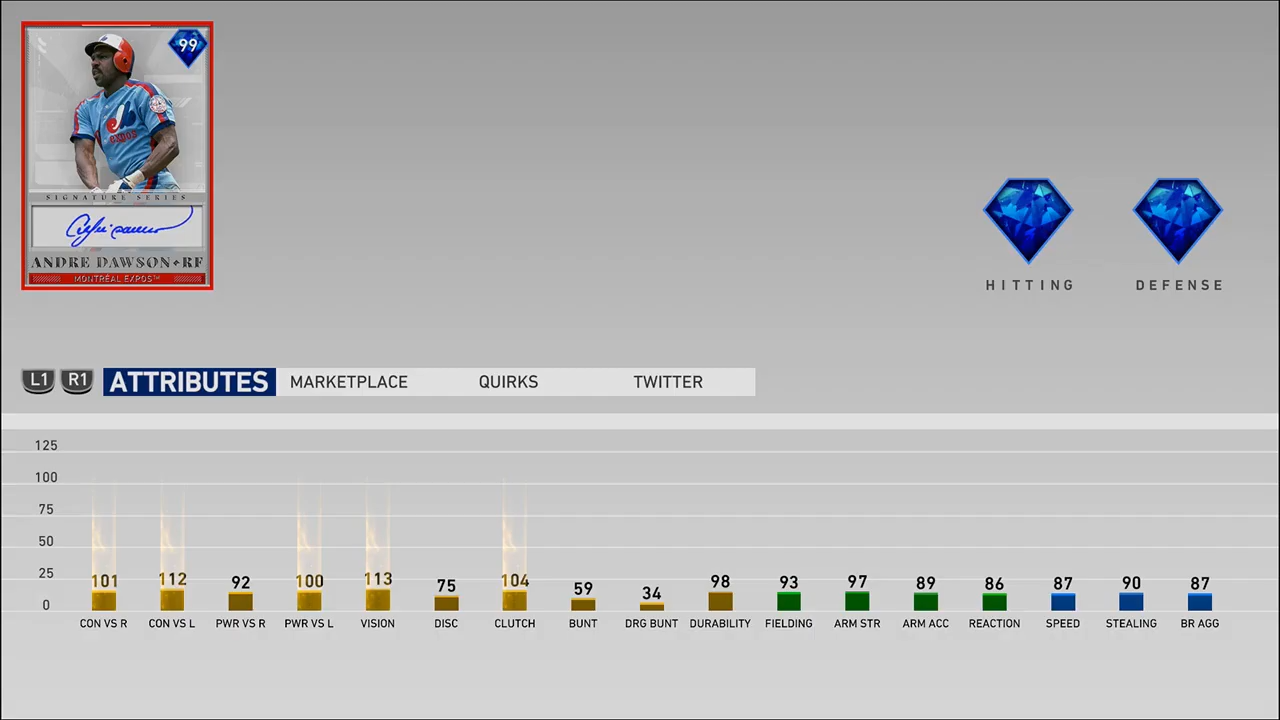 99
EXPOS
SIGNATURE SERIES
ANDRE DAWSON RF
MONTRÉAL EXPOS™
HITTING DEFENSE
L1 R1 ATTRIBUTES MARKETPLACE QUIRKS TWITTER
125
100
75
50
25
0
101 112 92 100 113 75 104 59 34 98 93 97 89 86 87 90 87
CON VS R CON VS L PWR VS R PWR VS L VISION DISC CLUTCH BUNT DRG BUNT DURABILITY FIELDING ARM STR ARM ACC REACTION SPEED STEALING BR AGG